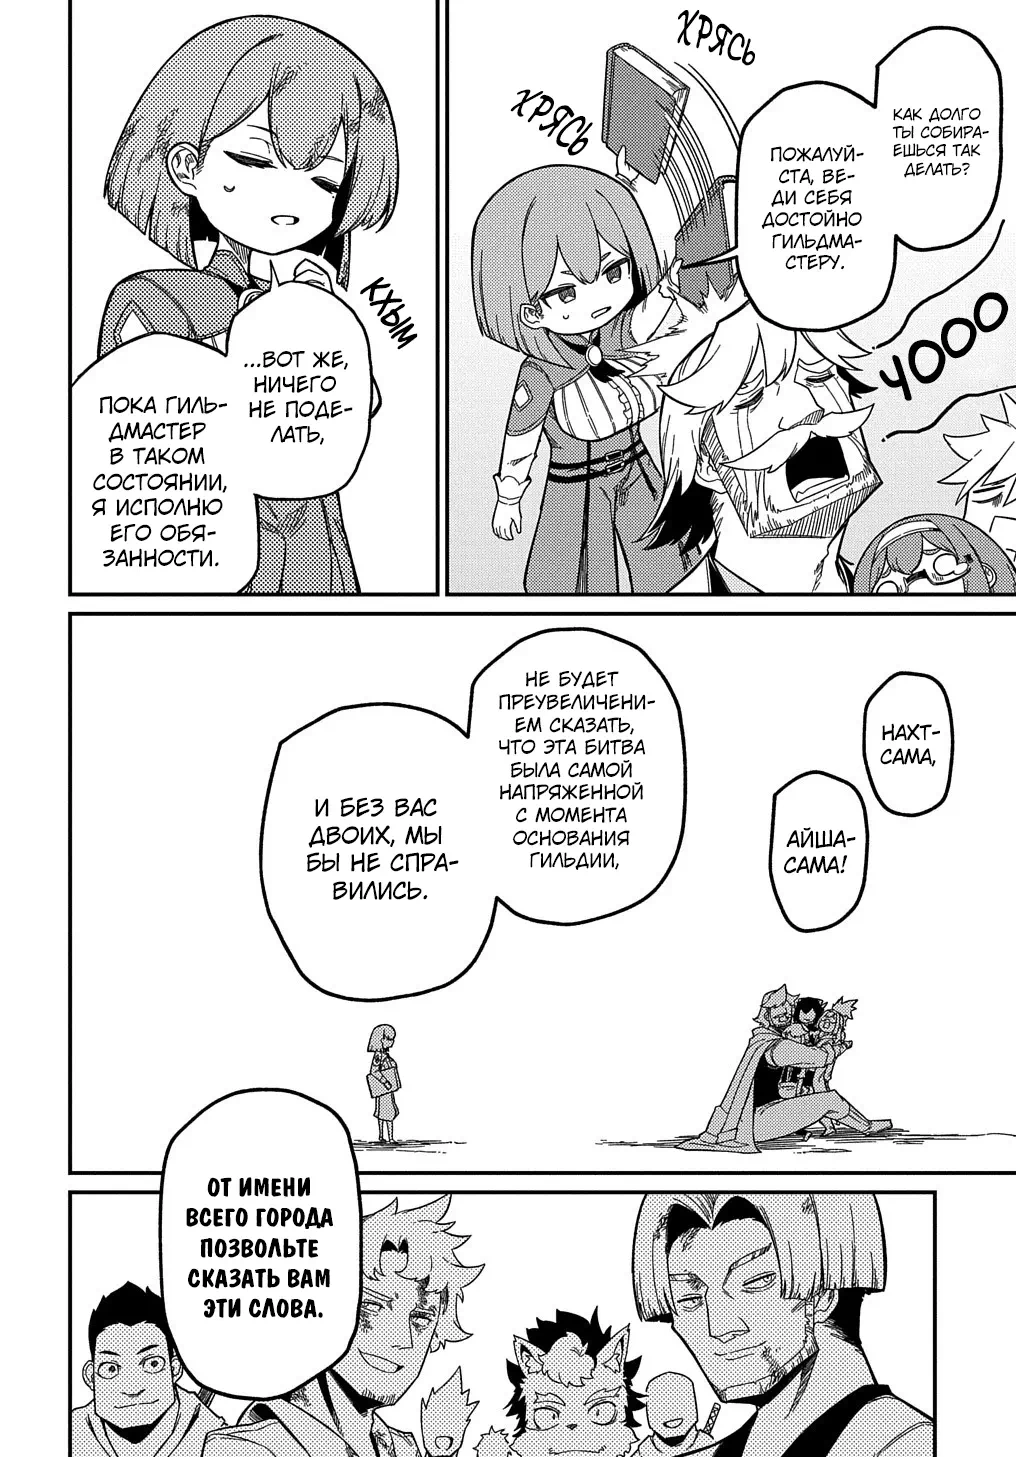 ХРЯСЬ
ХРЯСЬ
КАК ДОЛГО
ТЫ СОБИРА-
ЕШЬСЯ ТАК
ДЕЛАТЬ?
ПОЖАЛУЙ-
СТА, ВЕ-
ДИ СЕБЯ
ДОСТОЙНО
ГИЛЬДМА-
СТЕРУ.
УООО
КХЫМ
...ВОТ ЖЕ,
НИЧЕГО
НЕ ПОДЕ-
ЛАТЬ,
ПОКА ГИЛЬ-
ДМАСТЕР
В ТАКОМ
СОСТОЯНИИ,
Я ИСПОЛНЮ
ЕГО ОБЯ-
ЗАННОСТИ.
НАХТ-
САМА,
АЙША-
САМА!
НЕ БУДЕТ
ПРЕУВЕЛИЧЕНИ-
ЕМ СКАЗАТЬ,
ЧТО ЭТА БИТВА
БЫЛА САМОЙ
НАПРЯЖЕННОЙ
С МОМЕНТА
ОСНОВАНИЯ
ГИЛЬДИИ,
И БЕЗ ВАС
ДВОИХ, МЫ
БЫ НЕ СПРА-
ВИЛИСЬ.
ОТ ИМЕНИ
ВСЕГО ГОРОДА
ПОЗВОЛЬТЕ
СКАЗАТЬ ВАМ
ЭТИ СЛОВА.